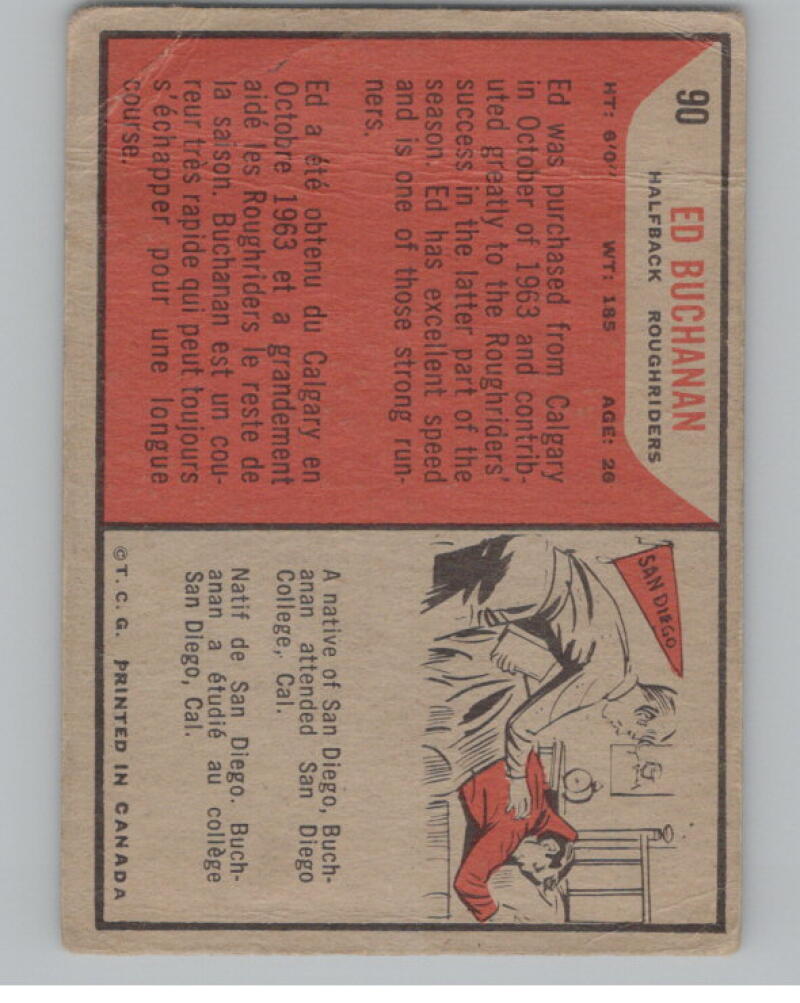 90
ED BUCHANAN
HALFBACK ROUGHRIDERS
HT: 6'0" WT: 185 AGE: 26
Ed was purchased from Calgary
in October of 1963 and contrib-
uted greatly to the Roughriders'
success in the latter part of the
season. Ed has excellent speed
and is one of those strong run-
ners.
Ed a été obtenu du Calgary en
Octobre 1963 et a grandement
aidé les Roughriders le reste de
la saison. Buchanan est un cou-
reur très rapide qui peut toujours
s'échapper pour une longue
course.
SAN DIEGO
A native of San Diego, Buch-
anan attended San Diego
College, Cal.
Natif de San Diego. Buch-
anan a étudié au collège
San Diego, Cal.
©T. C. G. PRINTED IN CANADA